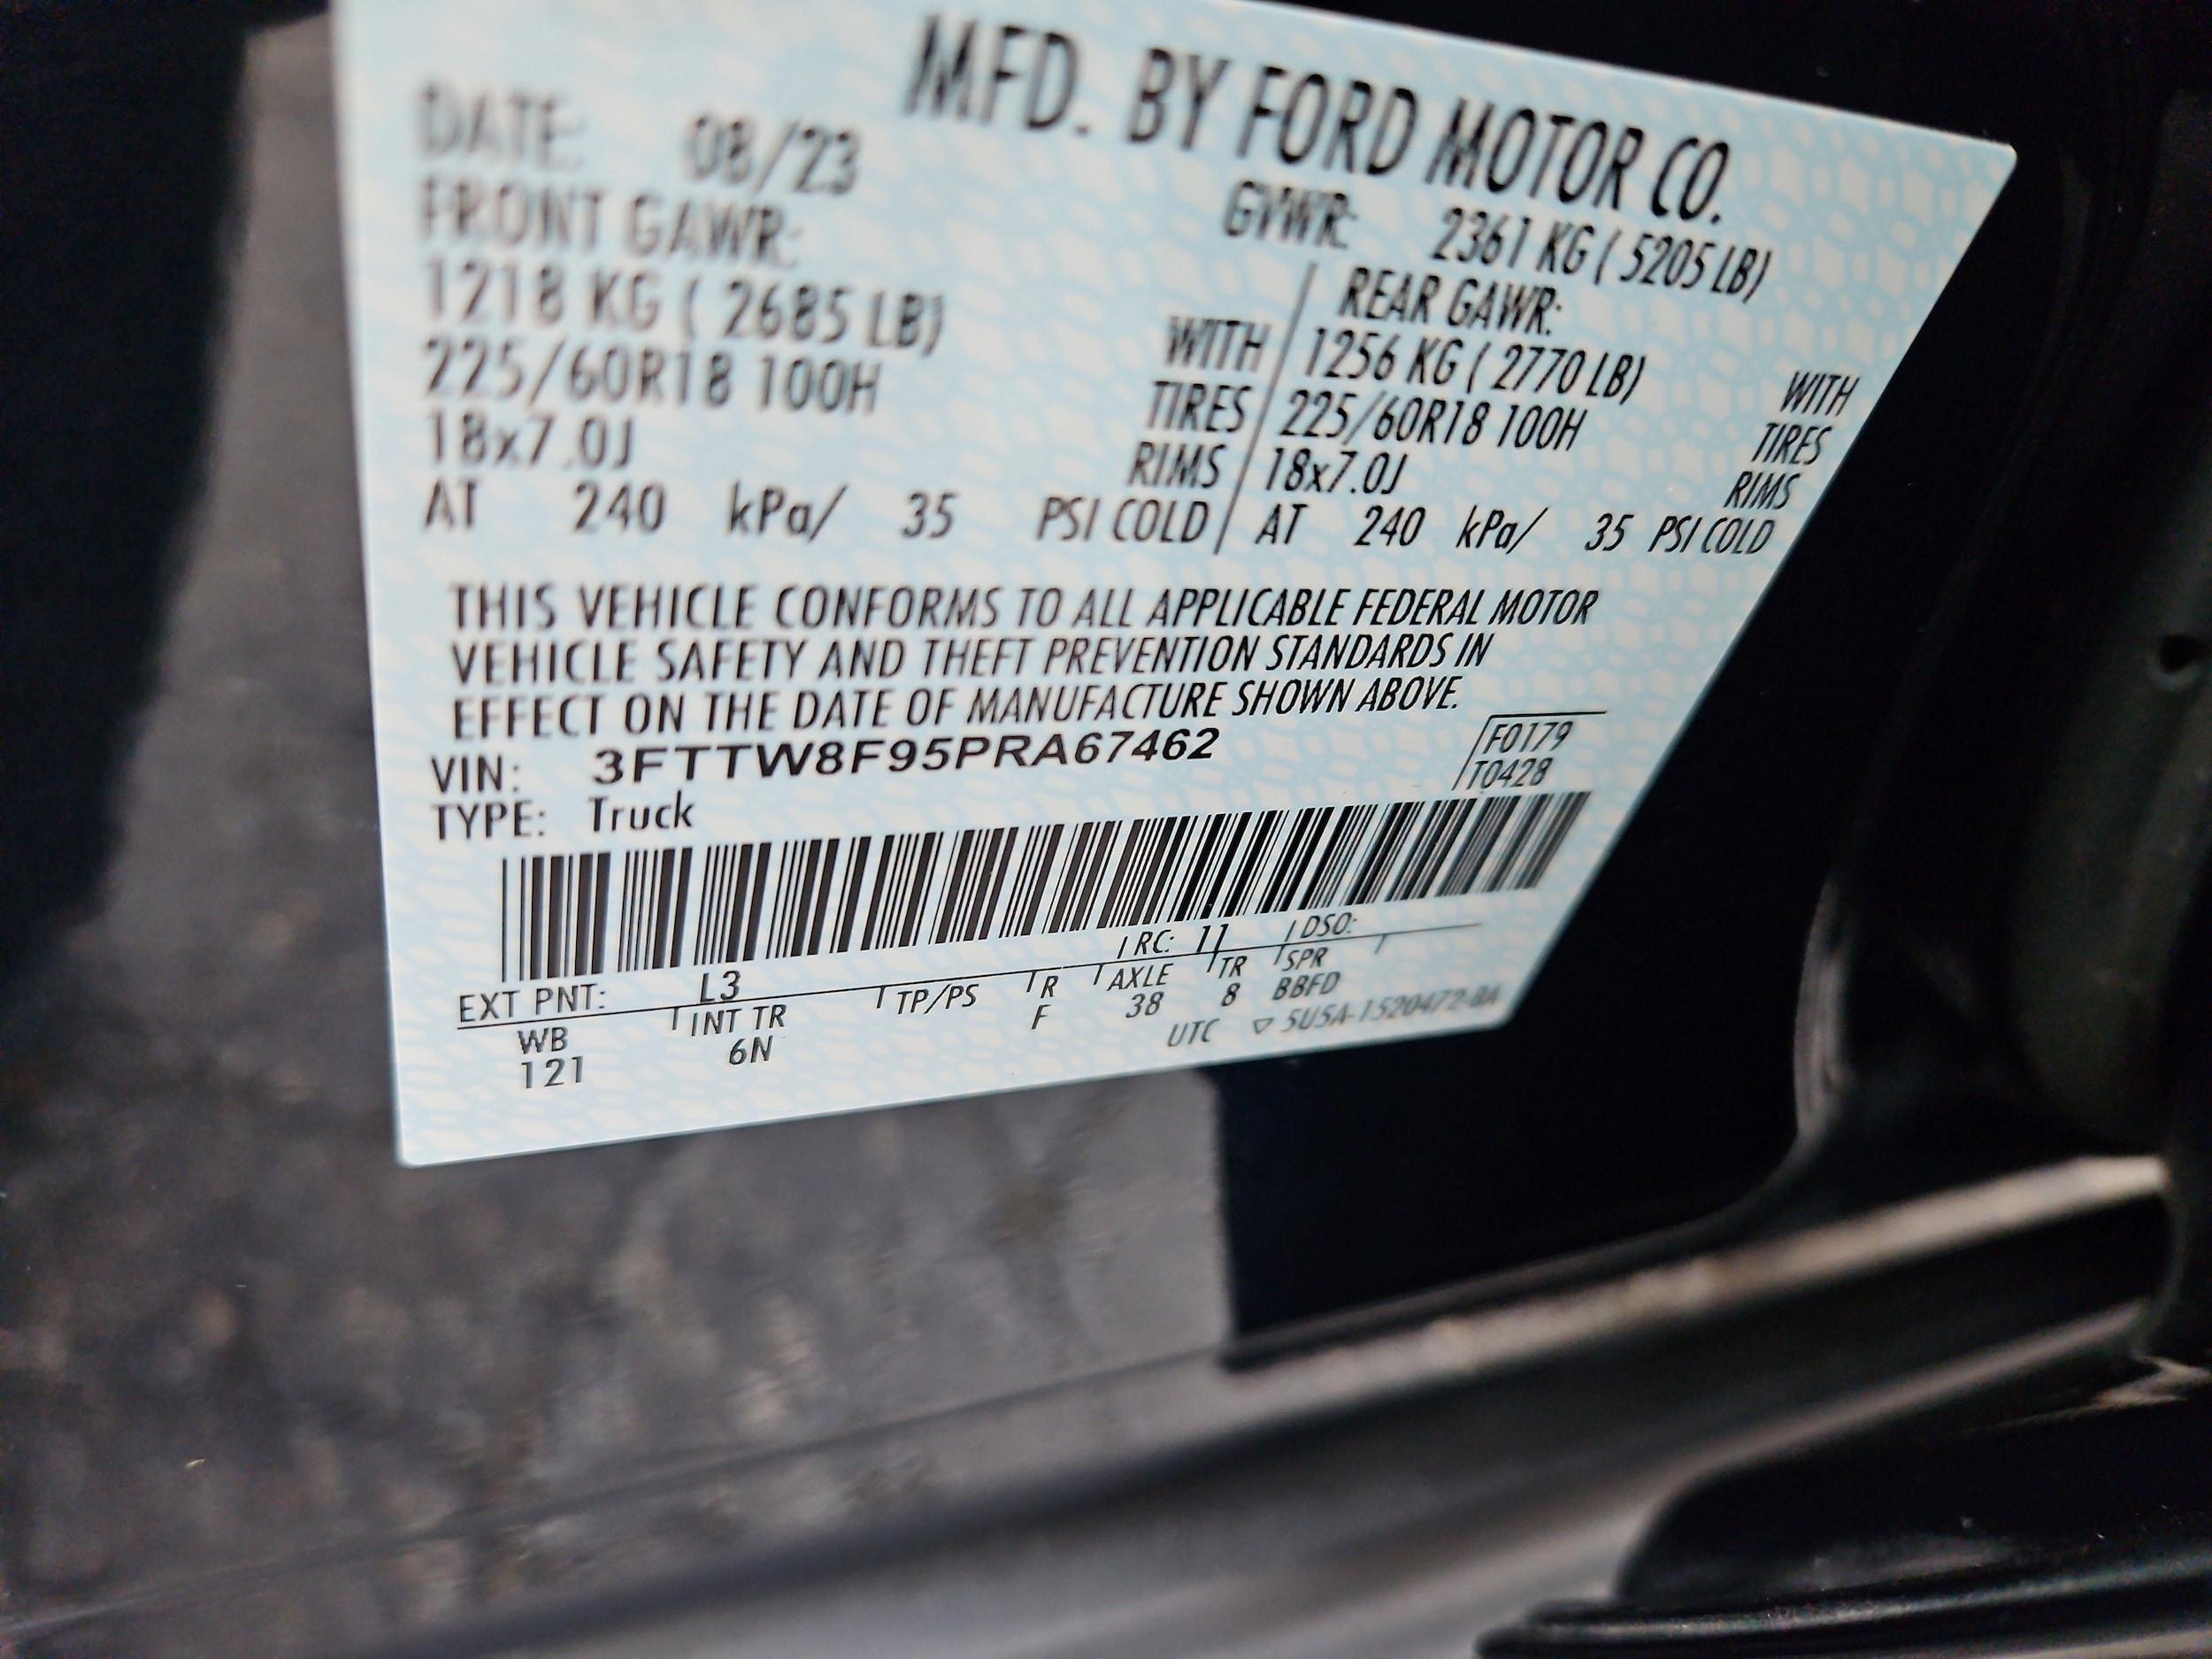 MFD. BY FORD MOTOR CO.
DATE: 08/23 GVWR: 2361 KG ( 5205 LB)
FRONT GAWR: REAR GAWR:
1218 KG ( 2685 LB) WITH 1256 KG ( 2770 LB) WITH
225/60R18 100H TIRES 225/60R18 100H TIRES
18x7.0J RIMS 18x7.0J RIMS
AT 240 kPa/ 35 PSI COLD AT 240 kPa/ 35 PSI COLD
THIS VEHICLE CONFORMS TO ALL APPLICABLE FEDERAL MOTOR
VEHICLE SAFETY AND THEFT PREVENTION STANDARDS IN
EFFECT ON THE DATE OF MANUFACTURE SHOWN ABOVE.
VIN: 3FTTW8F95PRA67462 F0179
TYPE: Truck T0428
EXT PNT: L3 RC: 11 DSO:
WB INT TR TP/PS R AXLE TR SPR
121 6N F 38 8 BBFD
UTC ▽ 5U5A-1520472-BA